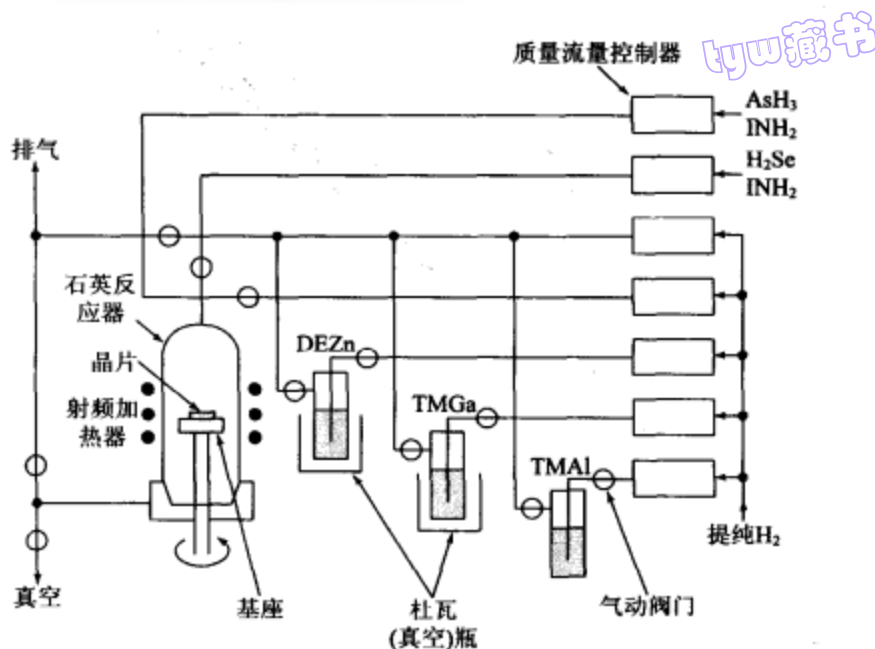 tyw藏书
质量流量控制器
AsH₃
INH₂
排气
H₂Se
INH₂
石英反
应器
DEZn
晶片
TMGa
射频加
热器
TMAl
提纯H₂
真空
基座
杜瓦
(真空)瓶
气动阀门